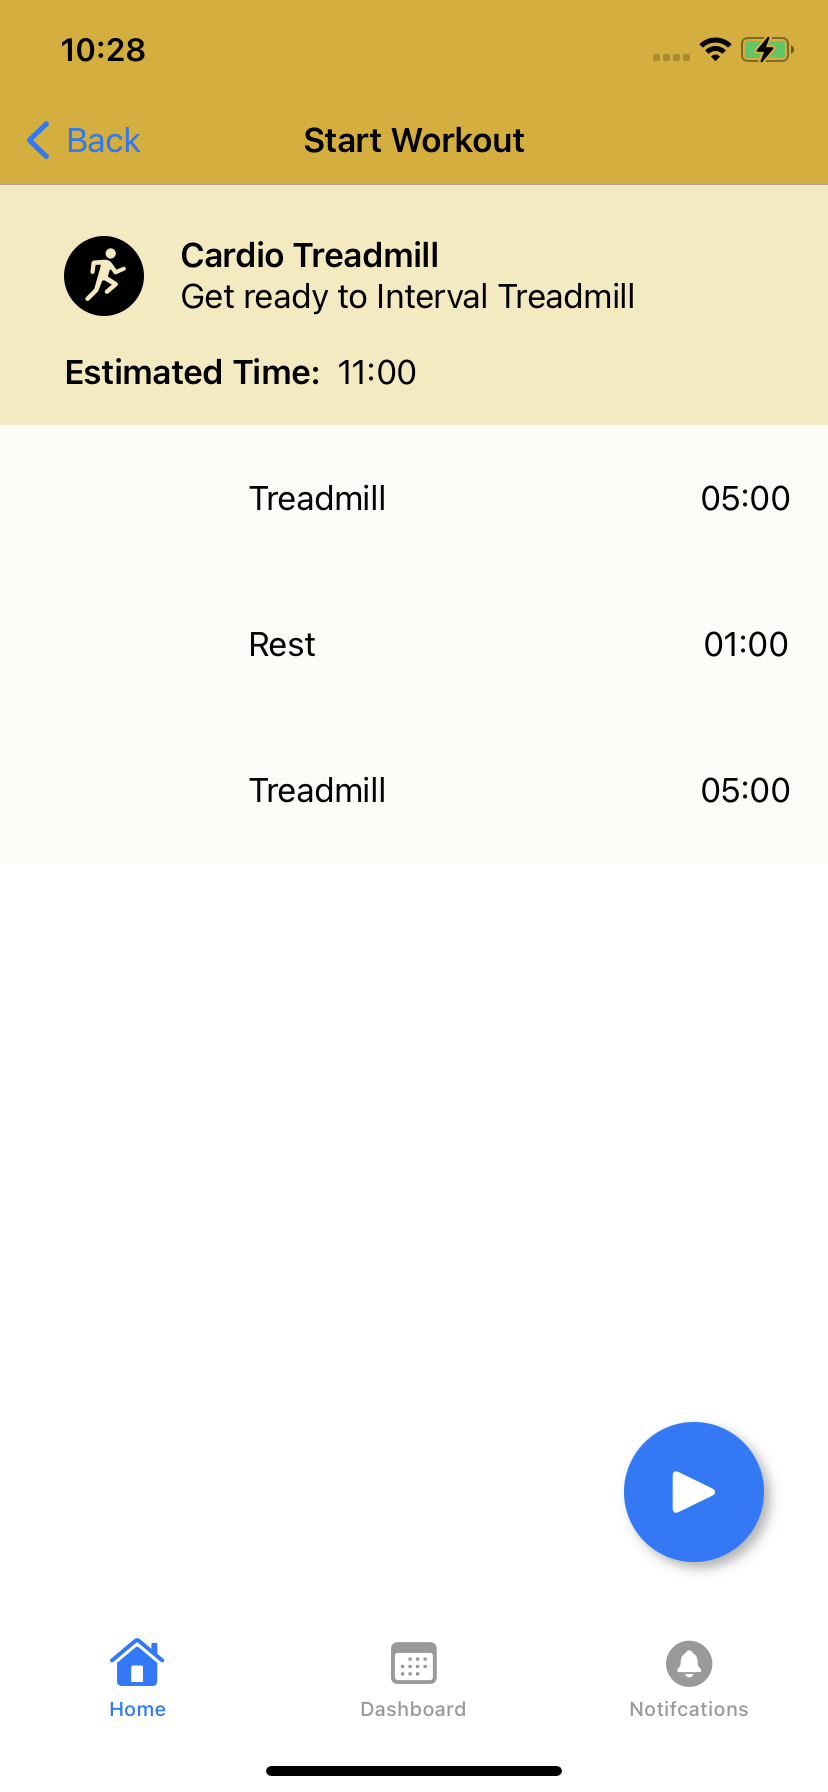 10:28
Back
Start Workout
Cardio Treadmill
Get ready to Interval Treadmill
Estimated Time: 11:00
Treadmill 05:00
Rest 01:00
Treadmill 05:00
Home
Dashboard
Notifcations